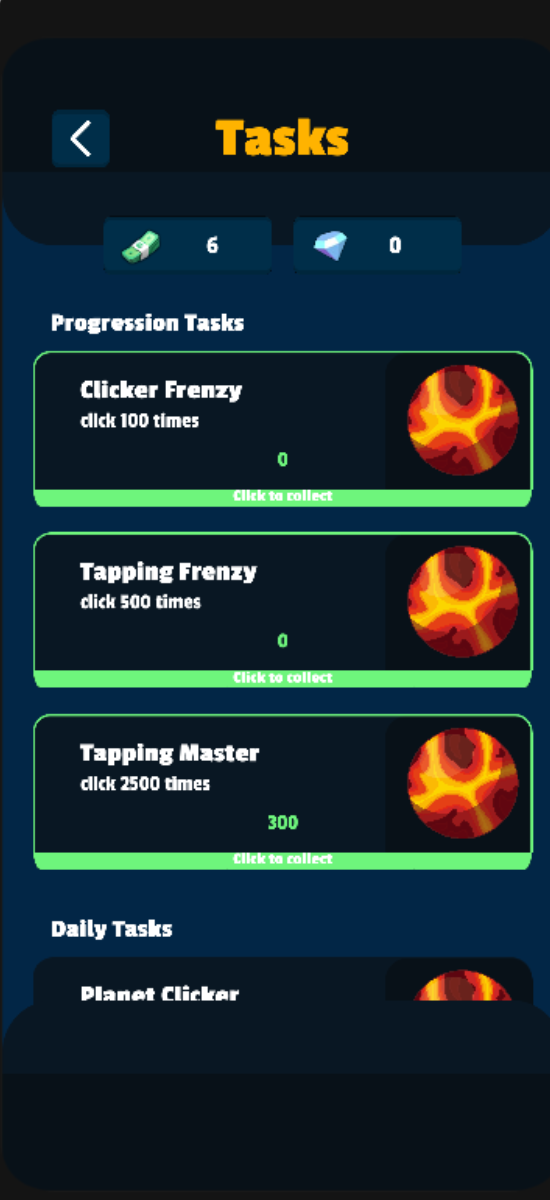 Tasks
6
0
Progression Tasks
Clicker Frenzy
click 100 times
0
Click to collect
Tapping Frenzy
click 500 times
0
Click to collect
Tapping Master
click 2500 times
300
Click to collect
Daily Tasks
Planet Clicker